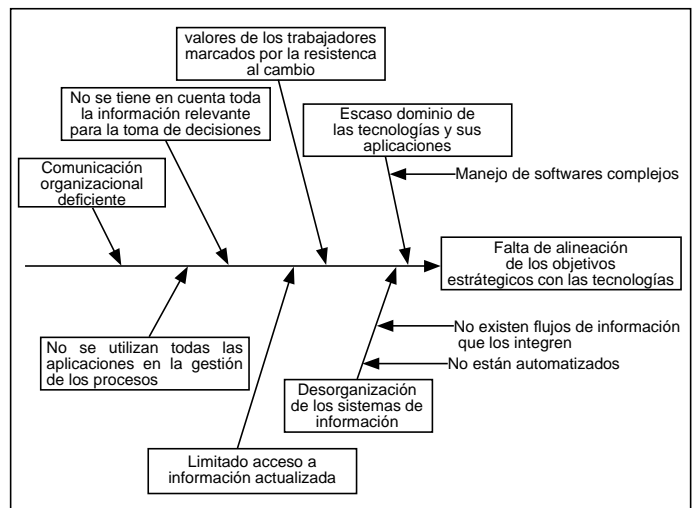 valores de los trabajadores
marcados por la resistenca
al cambio
No se tiene en cuenta toda
la información relevante
para la toma de decisiones
Escaso dominio de
las tecnologías y sus
aplicaciones
Comunicación
organizacional
deficiente
Manejo de softwares complejos
Falta de alineación
de los objetivos
estrátegicos con las tecnologías
No existen flujos de información
que los integren
No están automatizados
No se utilizan todas las
aplicaciones en la gestión
de los procesos
Desorganización
de los sistemas de
información
Limitado acceso a
información actualizada